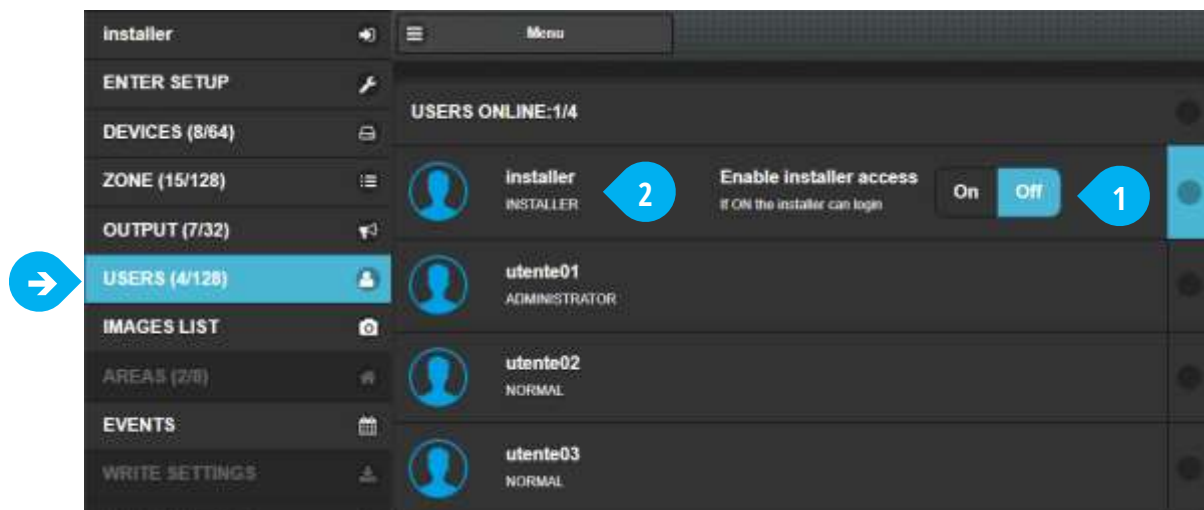 installer
ENTER SETUP
DEVICES (8/64)
ZONE (15/128)
OUTPUT (7/32)
USERS (4/128)
IMAGES LIST
AREAS (2/8)
EVENTS
WRITE SETTINGS
Menu
USERS ONLINE:1/4
installer
INSTALLER
2
Enable installer access
If ON the installer can login
On
Off
1
utente01
ADMINISTRATOR
utente02
NORMAL
utente03
NORMAL